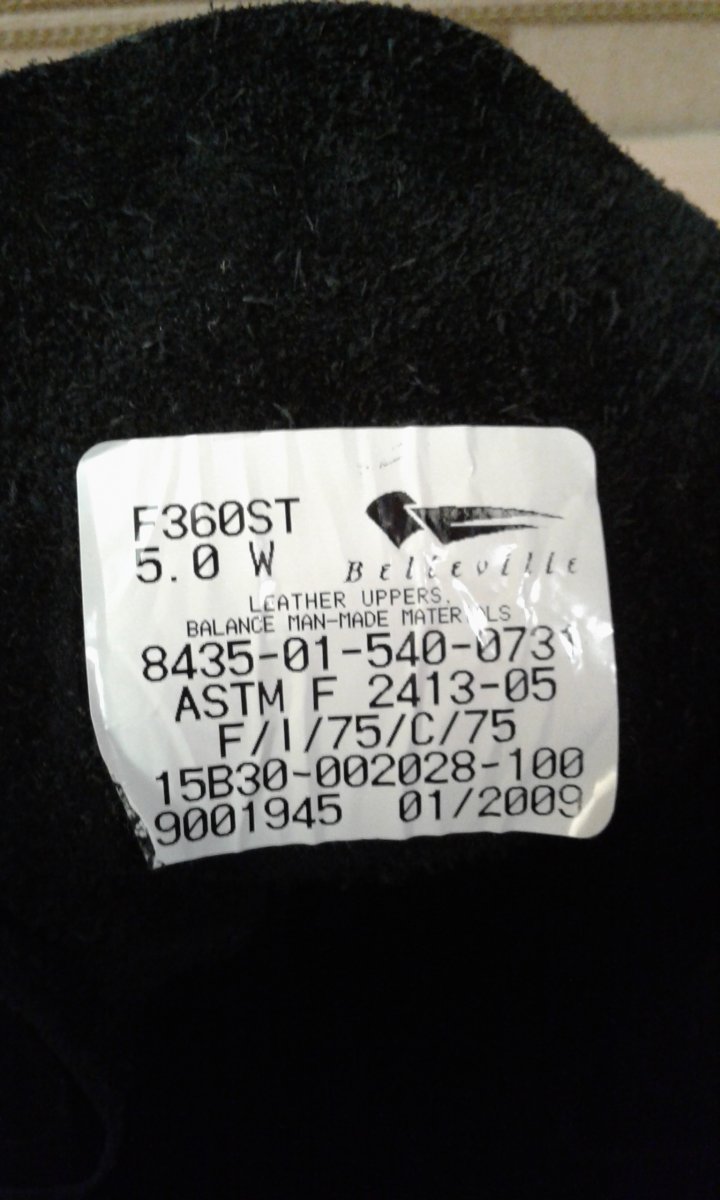 F360ST
5.0 W
Belleville
LEATHER UPPERS.
BALANCE MAN-MADE MATERIALS
8435-01-540-0731
ASTM F 2413-05
F/I/75/C/75
15B30-002028-100
9001945 01/2009